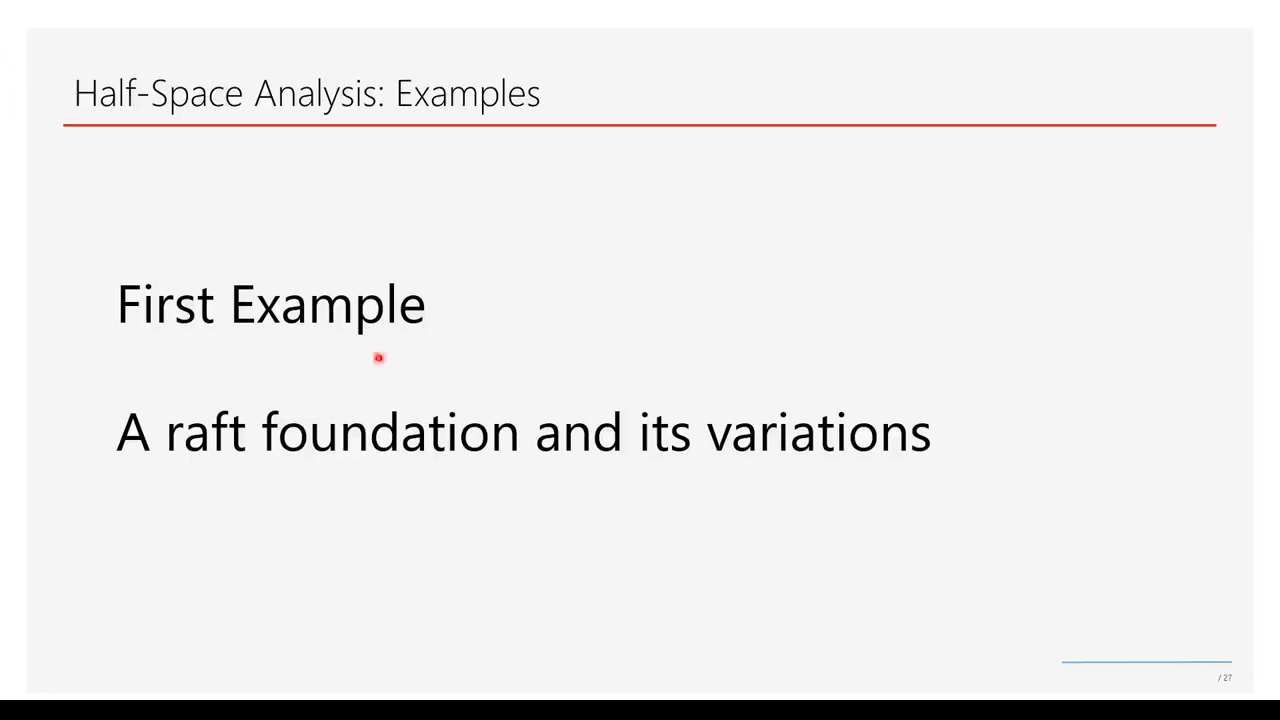 Half-Space Analysis: Examples
First Example
A raft foundation and its variations
/ 27